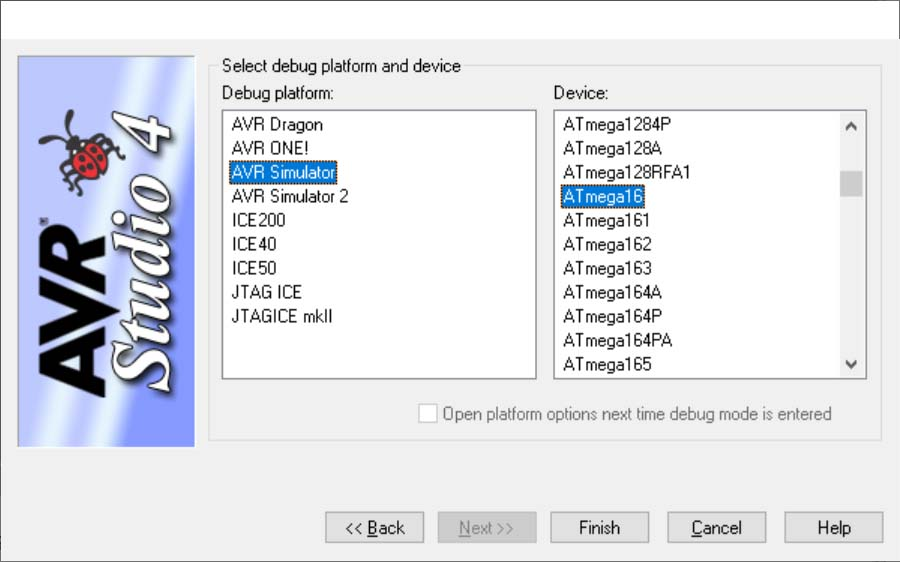 AVR®
Studio 4
Select debug platform and device
Debug platform:
AVR Dragon
AVR ONE!
AVR Simulator
AVR Simulator 2
ICE200
ICE40
ICE50
JTAG ICE
JTAGICE mkII
Device:
ATmega1284P
ATmega128A
ATmega128RFA1
ATmega16
ATmega161
ATmega162
ATmega163
ATmega164A
ATmega164P
ATmega164PA
ATmega165
Open platform options next time debug mode is entered
<< Back
Next >>
Finish
Cancel
Help